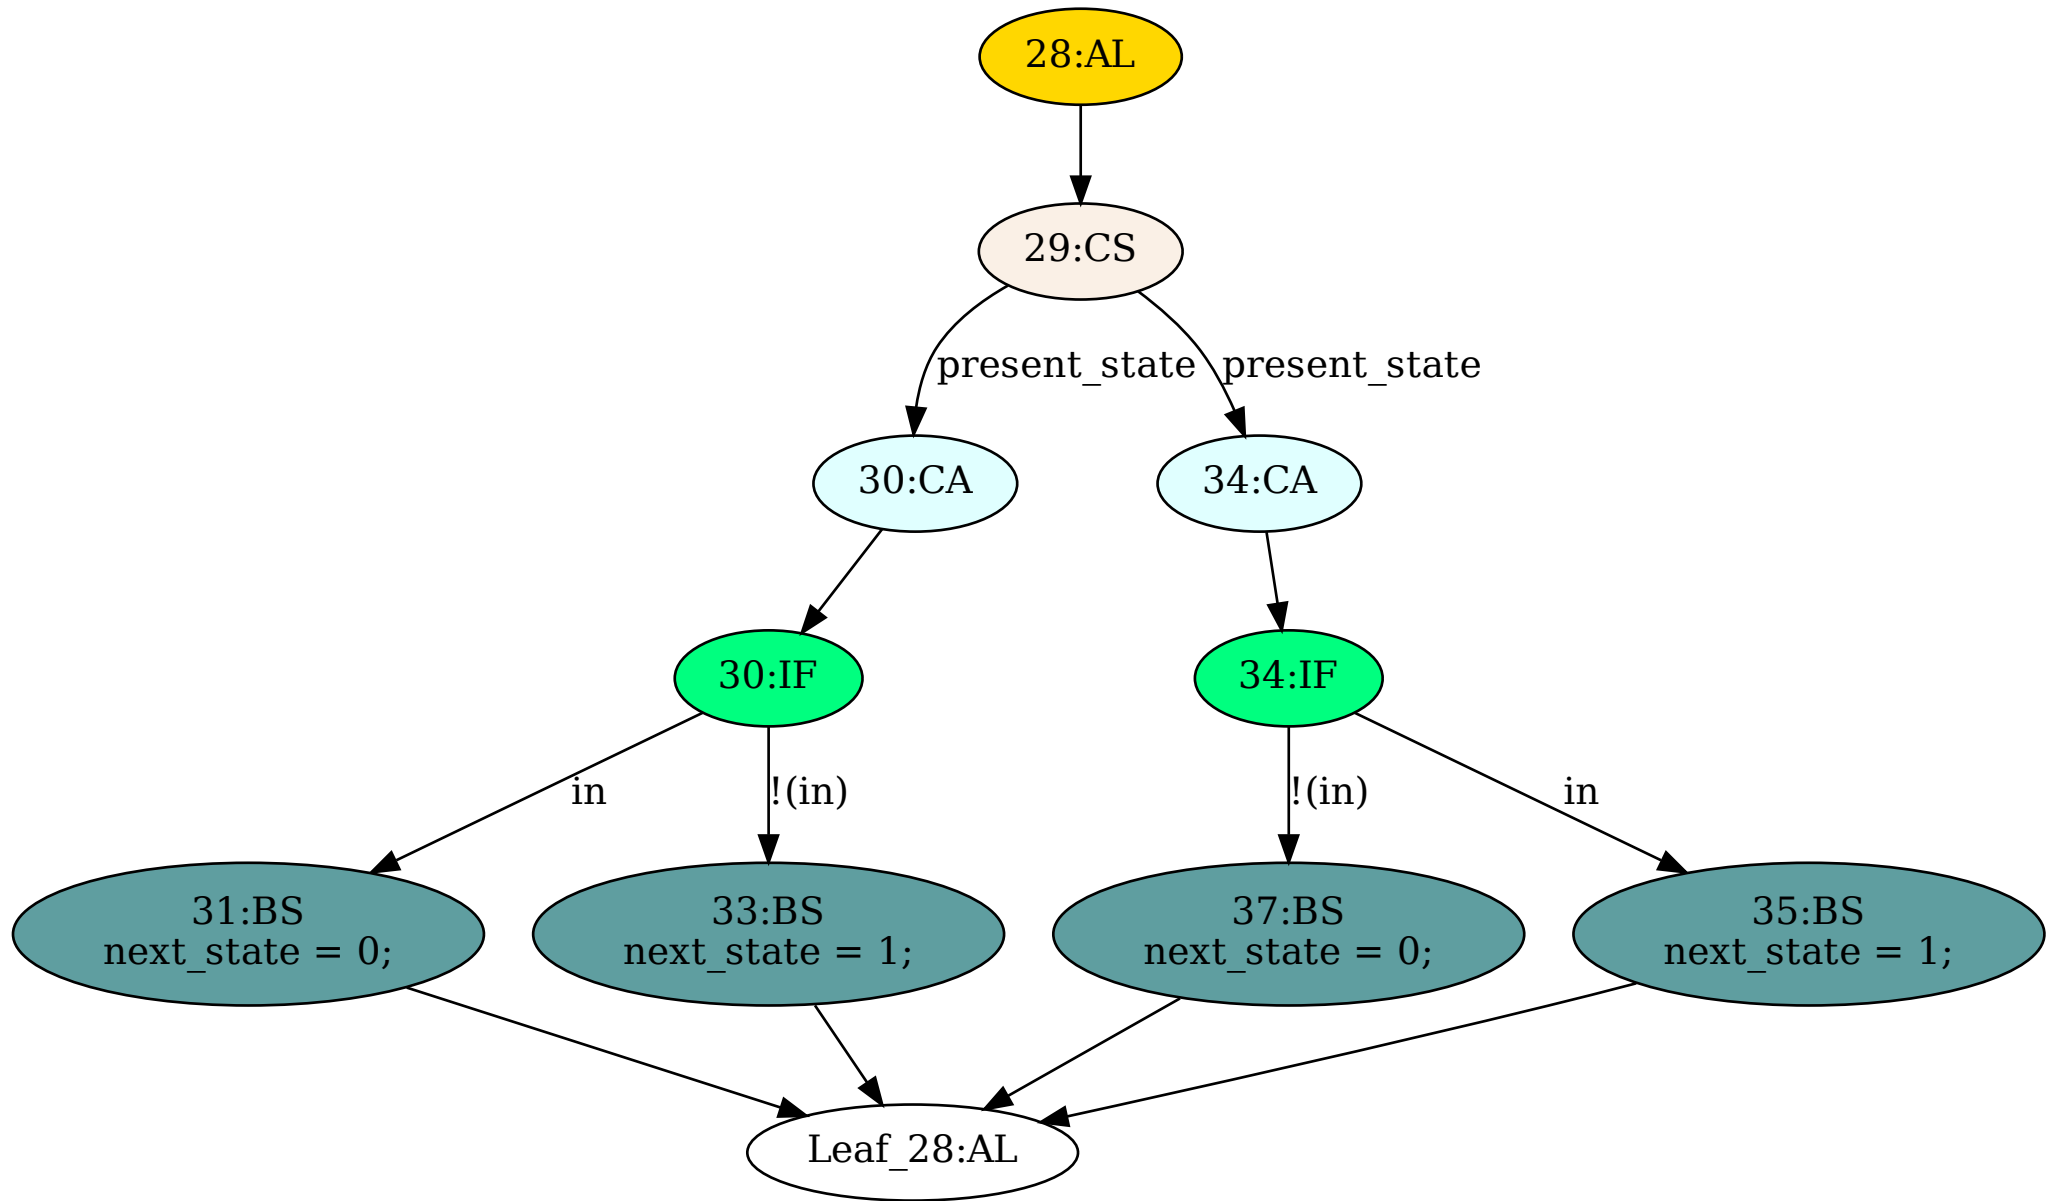 28:AL
29:CS
present_state
present_state
30:CA
34:CA
30:IF
34:IF
in
!(in)
!(in)
in
31:BS
next_state = 0;
33:BS
next_state = 1;
37:BS
next_state = 0;
35:BS
next_state = 1;
Leaf_28:AL